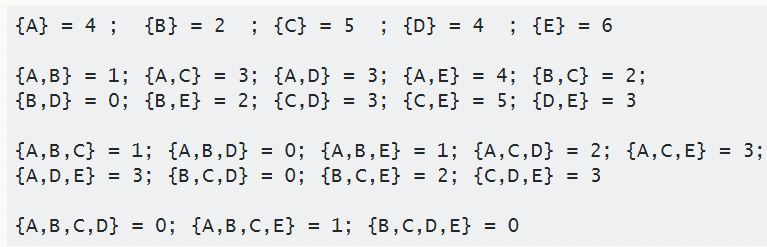 {A} = 4 ;  {B} = 2  ; {C} = 5  ; {D} = 4  ; {E} = 6
{A,B} = 1; {A,C} = 3; {A,D} = 3; {A,E} = 4; {B,C} = 2;
{B,D} = 0; {B,E} = 2; {C,D} = 3; {C,E} = 5; {D,E} = 3
{A,B,C} = 1; {A,B,D} = 0; {A,B,E} = 1; {A,C,D} = 2; {A,C,E} = 3;
{A,D,E} = 3; {B,C,D} = 0; {B,C,E} = 2; {C,D,E} = 3
{A,B,C,D} = 0; {A,B,C,E} = 1; {B,C,D,E} = 0